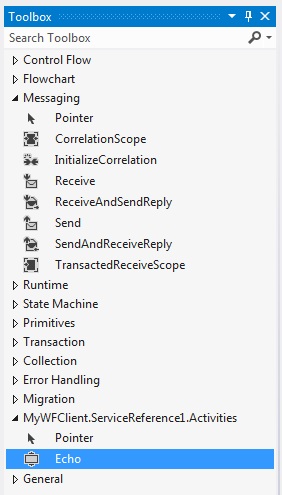 Toolbox
Search Toolbox
Control Flow
Flowchart
Messaging
Pointer
CorrelationScope
InitializeCorrelation
Receive
ReceiveAndSendReply
Send
SendAndReceiveReply
TransactedReceiveScope
Runtime
State Machine
Primitives
Transaction
Collection
Error Handling
Migration
MyWFClient.ServiceReference1.Activities
Pointer
Echo
General